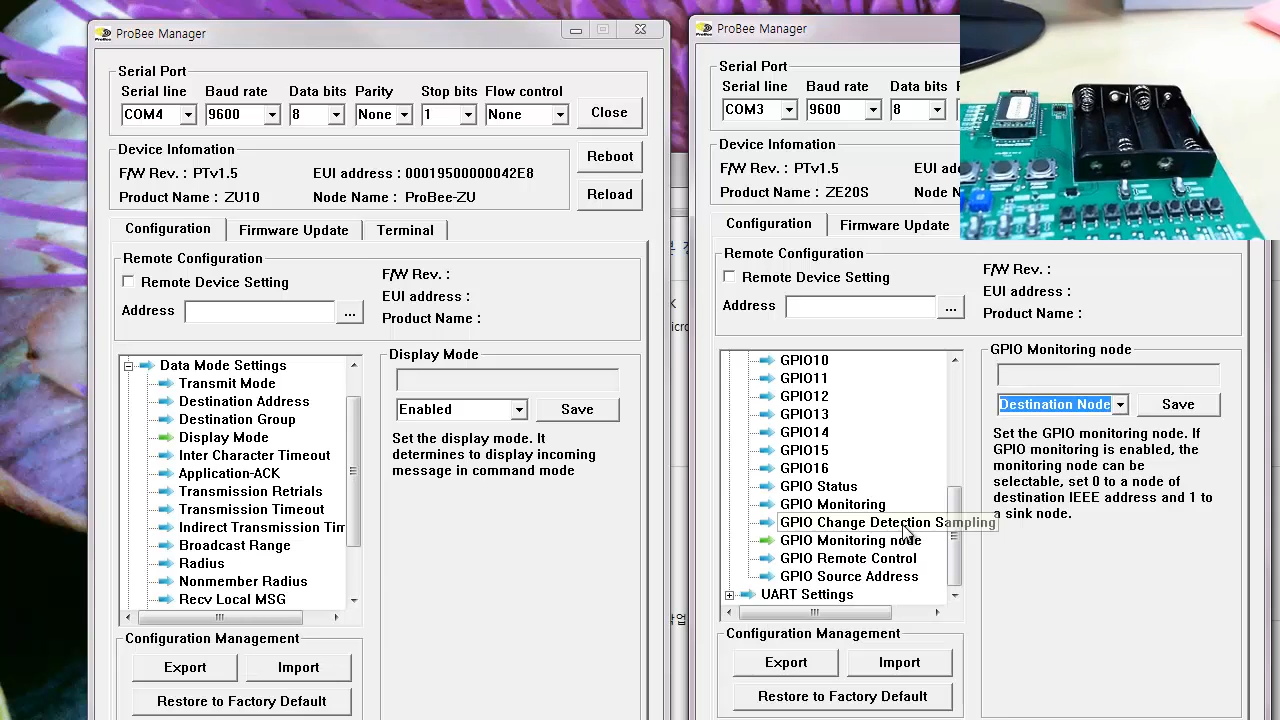 ProBee Manager
Serial Port
Serial line Baud rate Data bits Parity Stop bits Flow control
COM4 9600 8 None 1 None Close
Device Infomation
F/W Rev. : PTv1.5 EUI address : 00019500000042E8
Product Name : ZU10 Node Name : ProBee-ZU
Reboot
Reload
Configuration Firmware Update Terminal
Remote Configuration
Remote Device Setting
Address ...
F/W Rev. :
EUI address :
Product Name :
Data Mode Settings
Transmit Mode
Destination Address
Destination Group
Display Mode
Inter Character Timeout
Application-ACK
Transmission Retrials
Transmission Timeout
Indirect Transmission Tim
Broadcast Range
Radius
Nonmember Radius
Recv Local MSG
Display Mode
Enabled Save
Set the display mode. It
determines to display incoming
message in command mode
Configuration Management
Export Import
Restore to Factory Default
ProBee Manager
Serial Port
Serial line Baud rate Data bits
COM3 9600 8
Device Infomation
F/W Rev. : PTv1.5 EUI ad
Product Name : ZE20S Node N
Configuration Firmware Update
Remote Configuration
Remote Device Setting
Address ...
F/W Rev. :
EUI address :
Product Name :
GPIO10
GPIO11
GPIO12
GPIO13
GPIO14
GPIO15
GPIO16
GPIO Status
GPIO Monitoring
GPIO Change Detection Sampling
GPIO Monitoring node
GPIO Remote Control
GPIO Source Address
UART Settings
GPIO Monitoring node
Destination Node Save
Set the GPIO monitoring node. If
GPIO monitoring is enabled, the
monitoring node can be
selectable, set 0 to a node of
destination IEEE address and 1 to
a sink node.
Configuration Management
Export Import
Restore to Factory Default